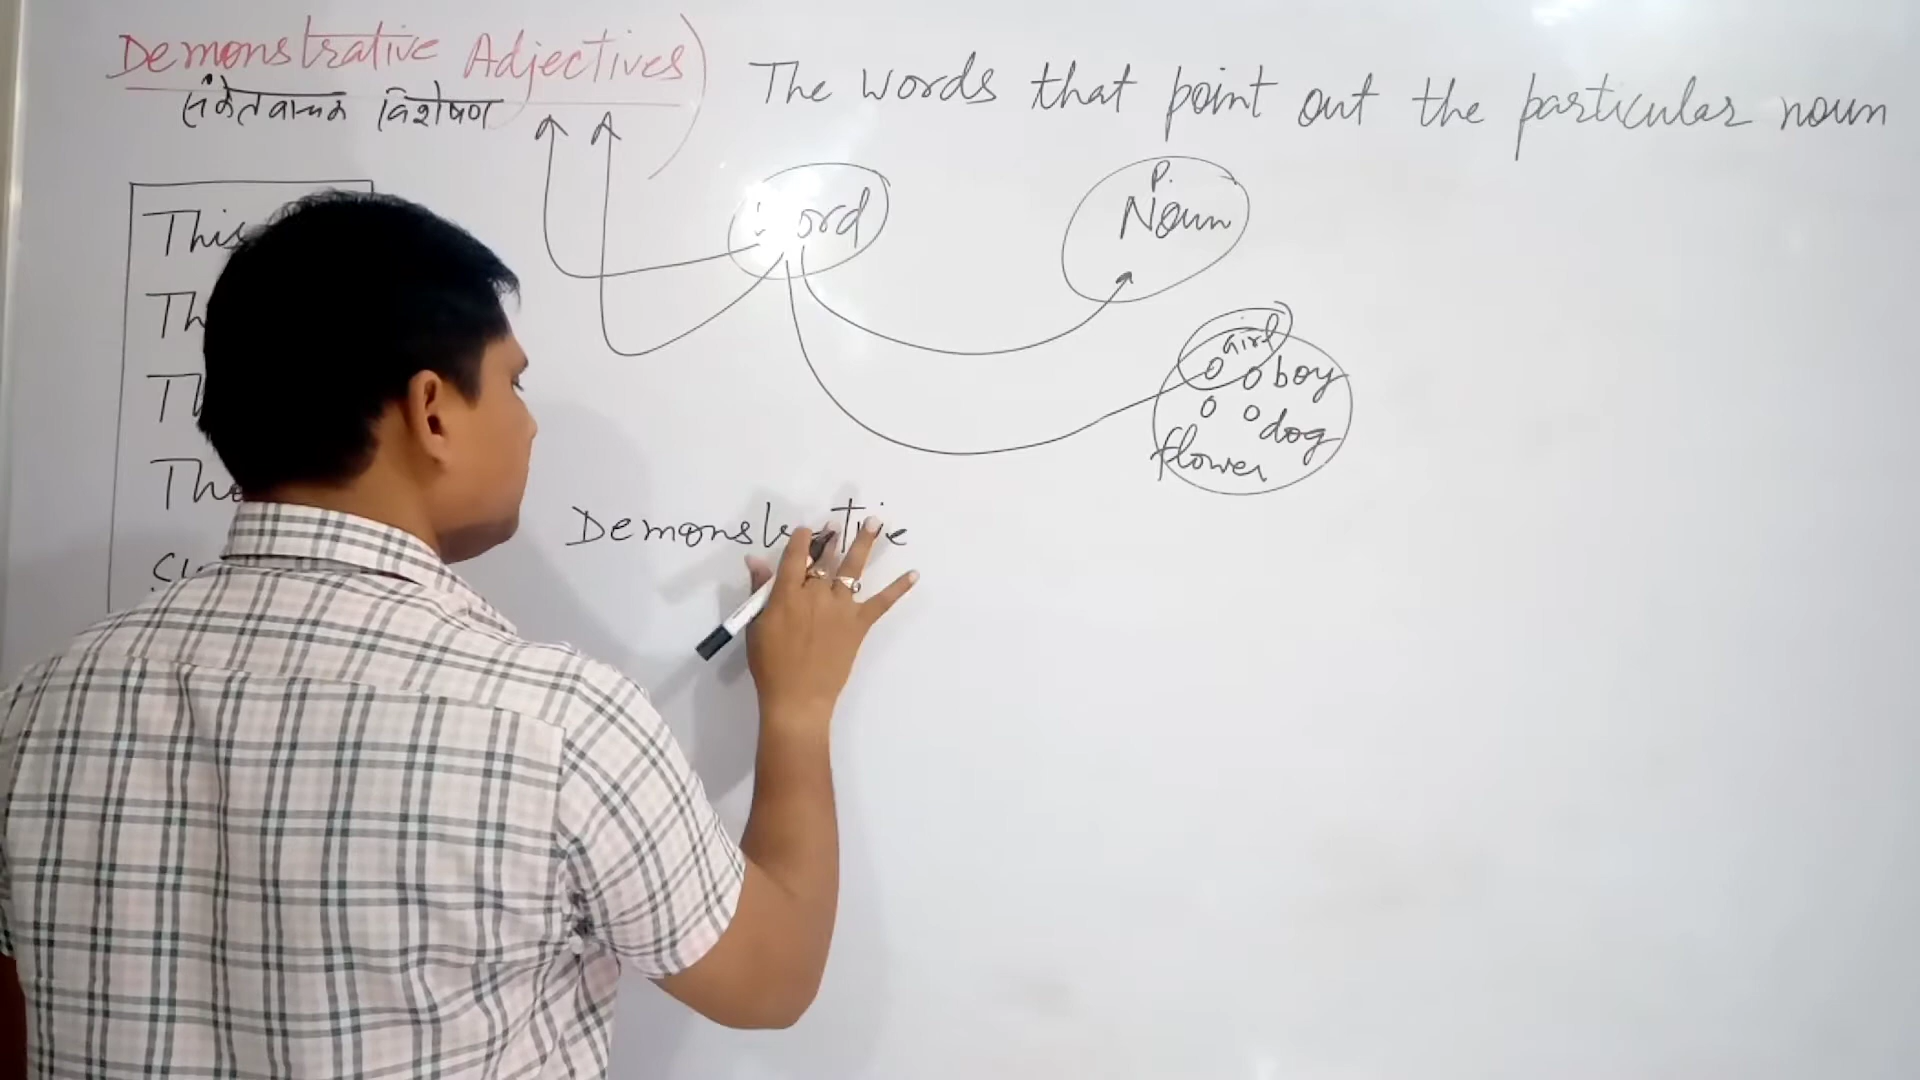 Demonstrative Adjectives
संकेतवाचक विशेषण
The words that point out the particular noun
This
P.
Noun
girl
boy
dog
flower